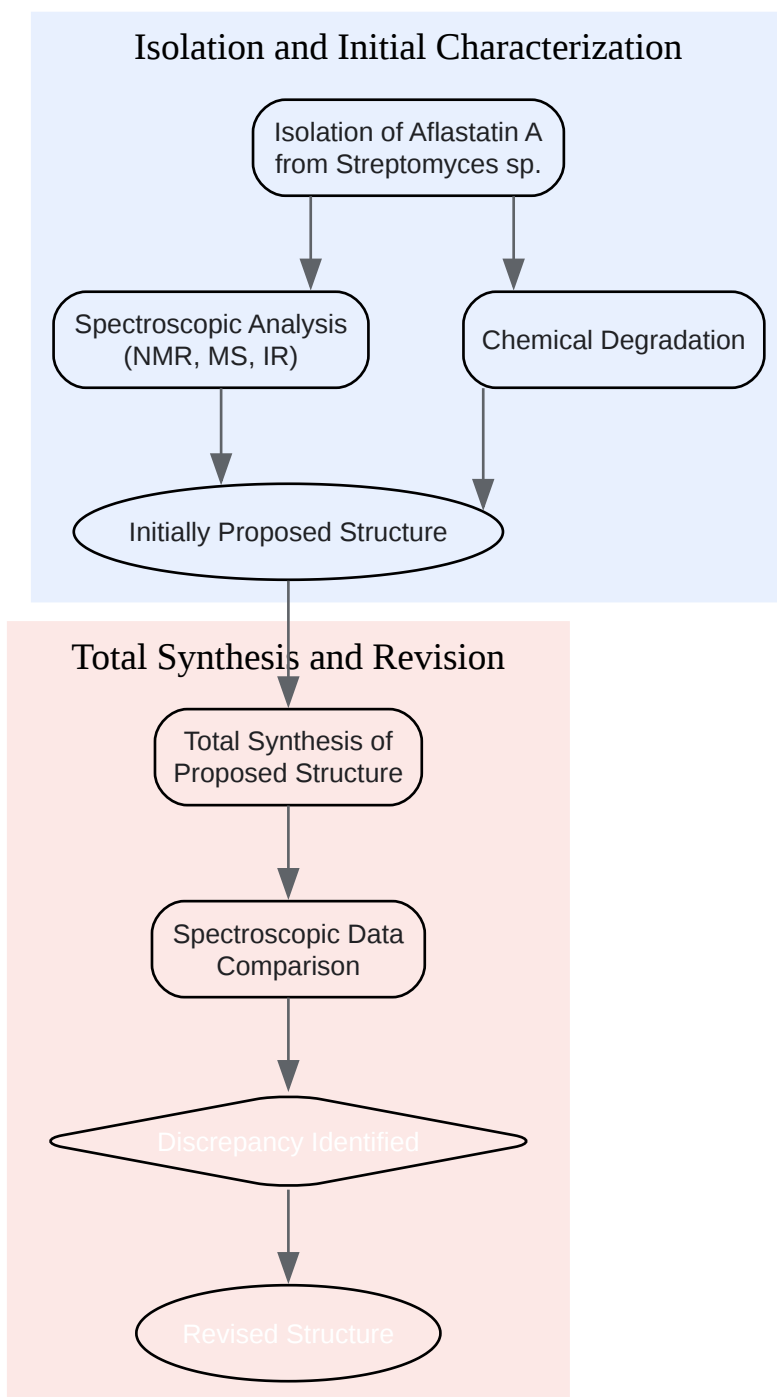 Isolation and Initial Characterization
Isolation of Aflastatin A
from Streptomyces sp.
Spectroscopic Analysis
(NMR, MS, IR)
Chemical Degradation
Initially Proposed Structure
Total Synthesis and Revision
Total Synthesis of
Proposed Structure
Spectroscopic Data
Comparison
Discrepancy Identified
Revised Structure